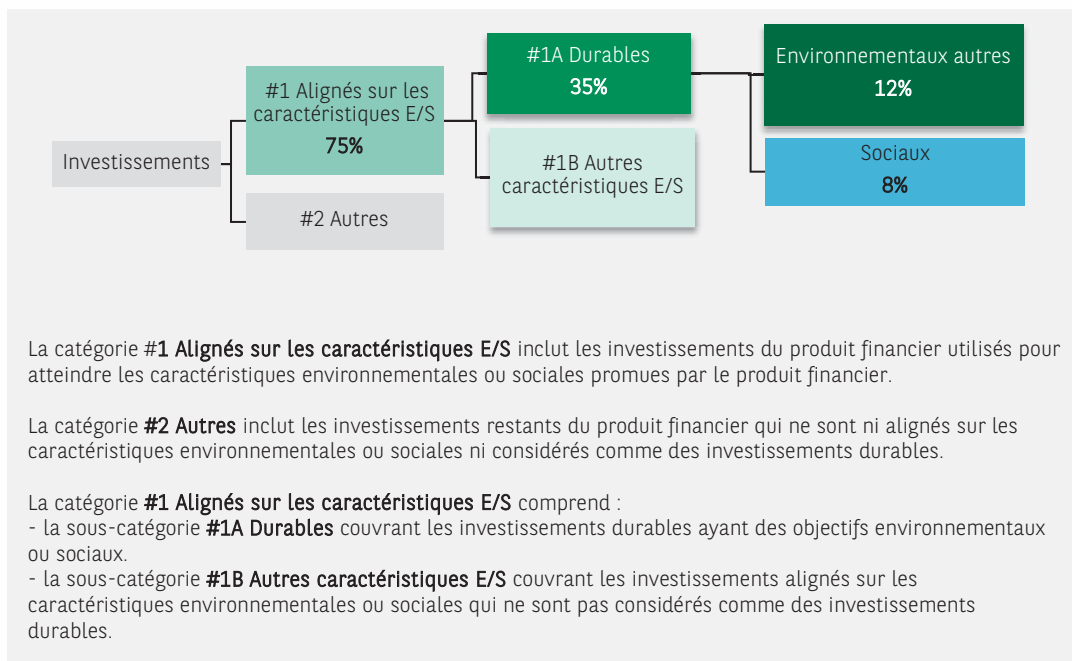 Investissements
#1 Alignés sur les
caractéristiques E/S
75%
#2 Autres
#1A Durables
35%
#1B Autres
caractéristiques E/S
Environnementaux autres
12%
Sociaux
8%
La catégorie #1 Alignés sur les caractéristiques E/S inclut les investissements du produit financier utilisés pour
atteindre les caractéristiques environnementales ou sociales promues par le produit financier.
La catégorie #2 Autres inclut les investissements restants du produit financier qui ne sont ni alignés sur les
caractéristiques environnementales ou sociales ni considérés comme des investissements durables.
La catégorie #1 Alignés sur les caractéristiques E/S comprend :
- la sous-catégorie #1A Durables couvrant les investissements durables ayant des objectifs environnementaux
ou sociaux.
- la sous-catégorie #1B Autres caractéristiques E/S couvrant les investissements alignés sur les
caractéristiques environnementales ou sociales qui ne sont pas considérés comme des investissements
durables.